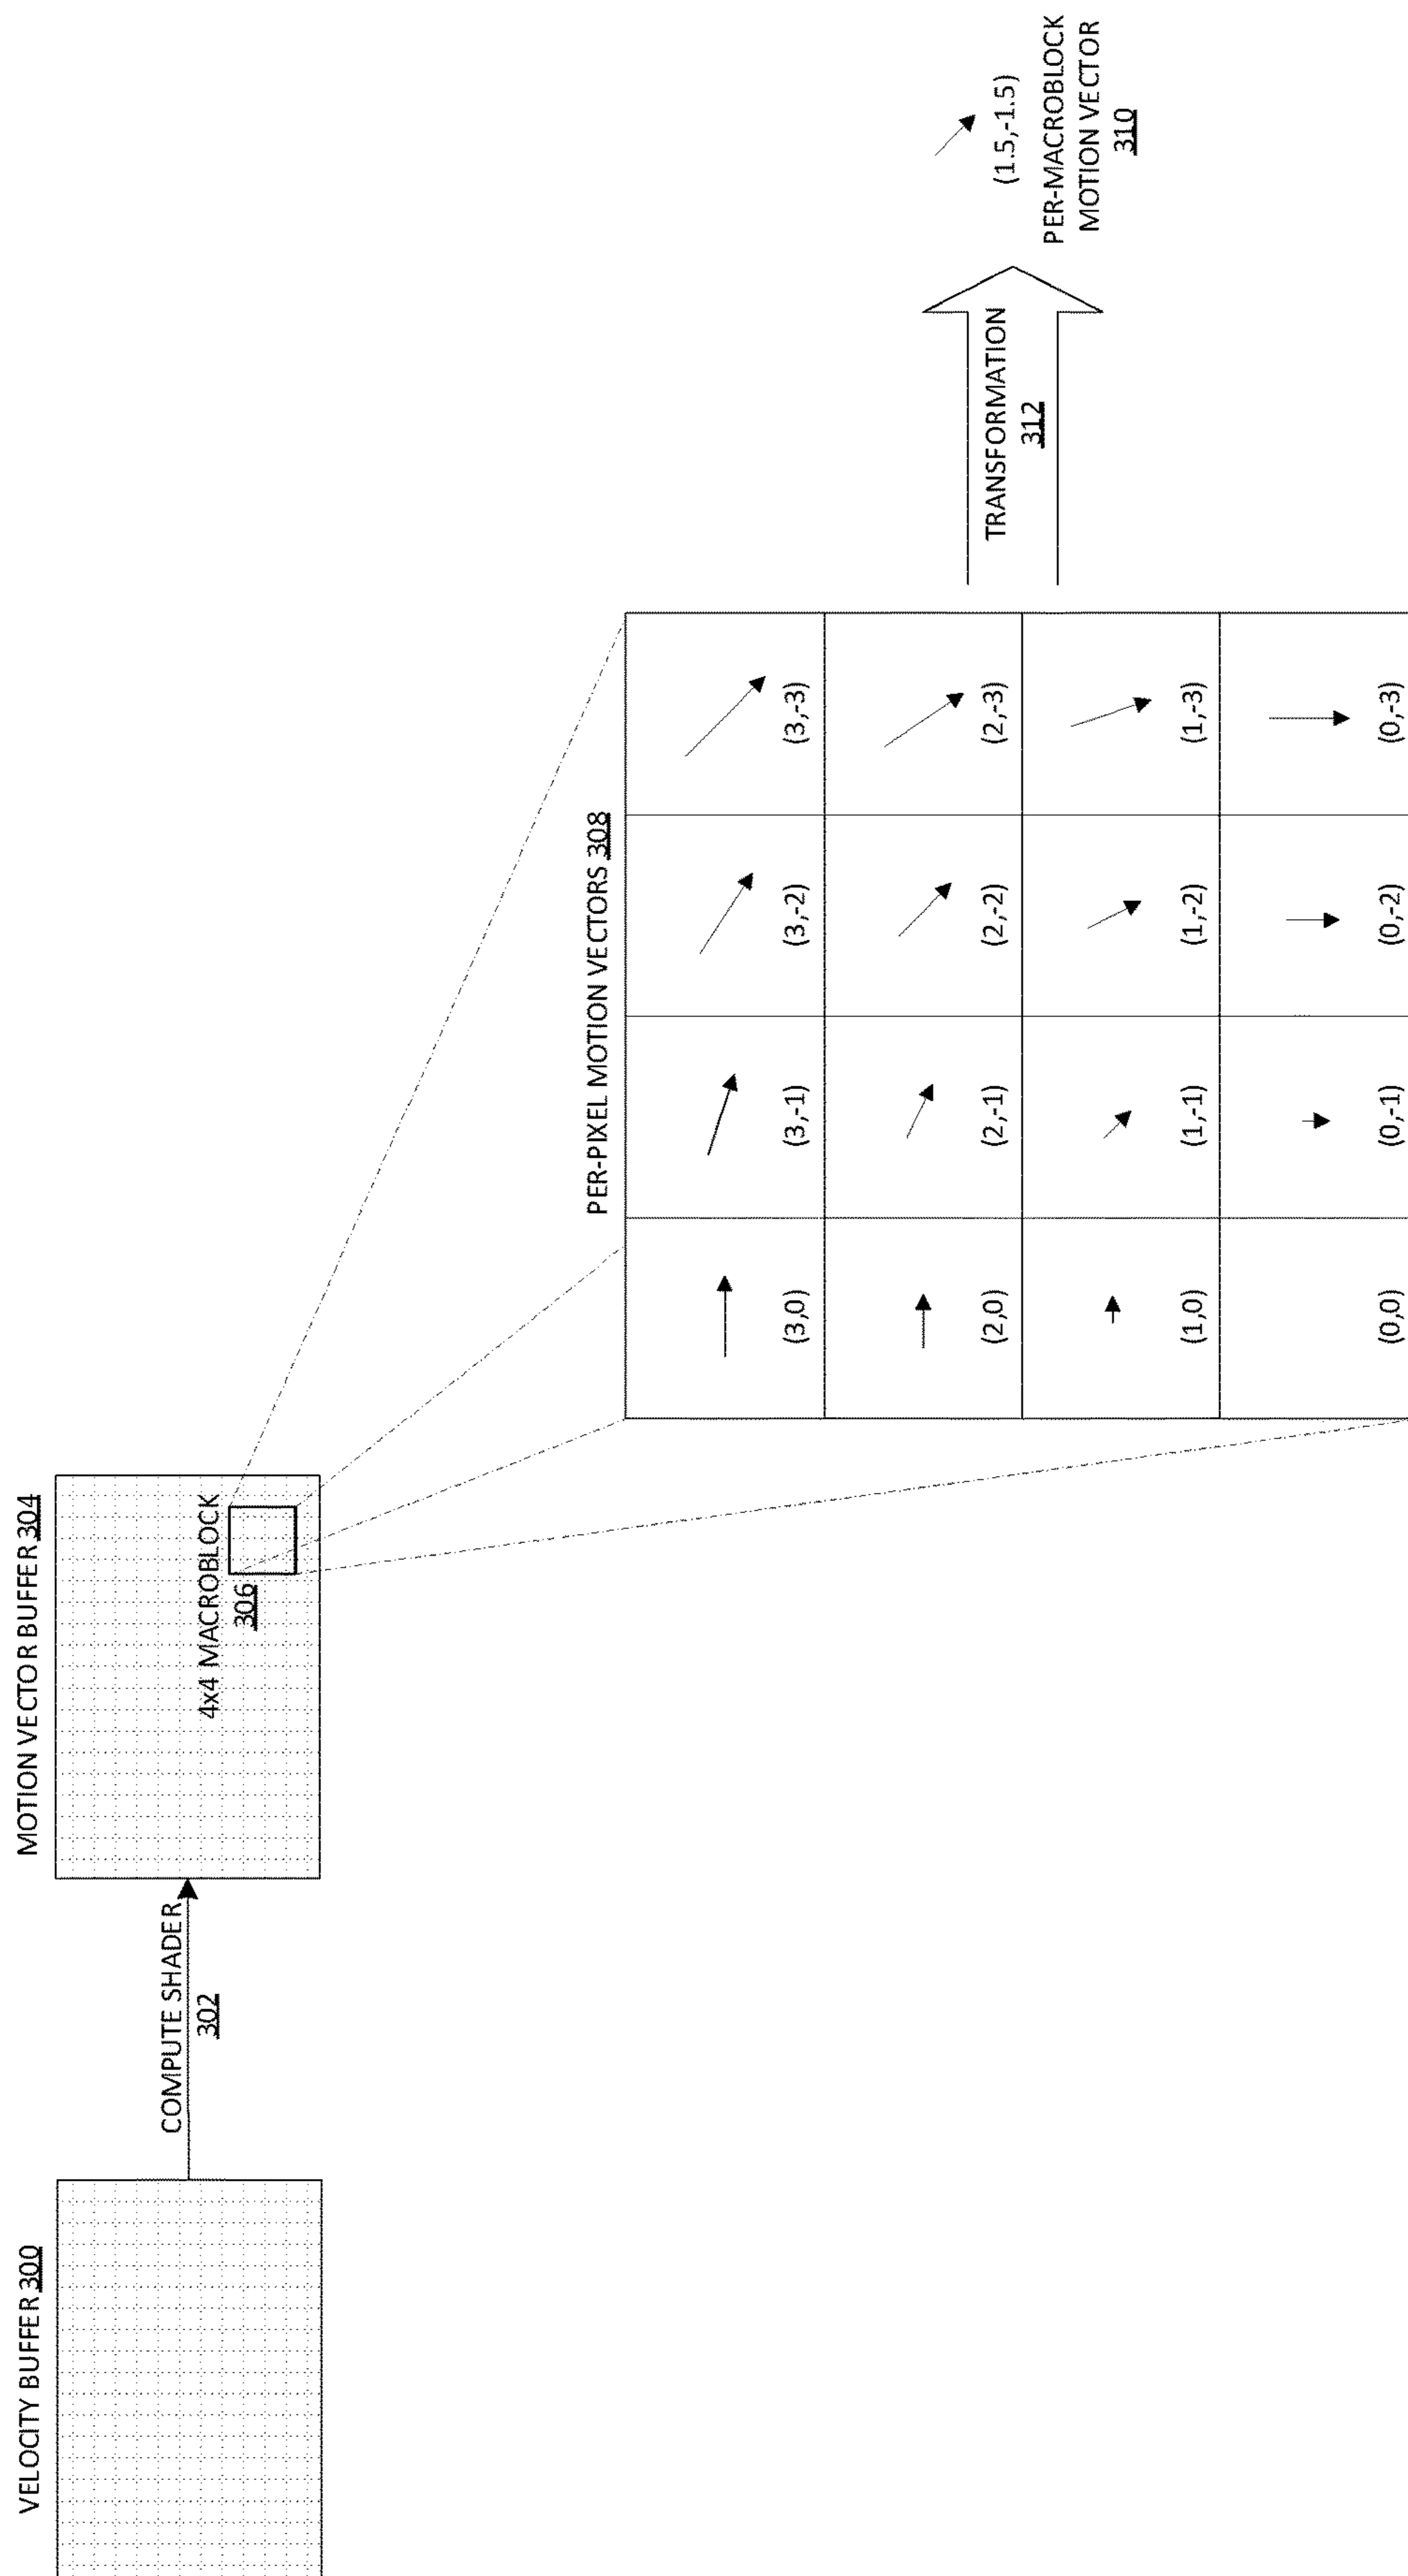 VELOCITY BUFFER 300
COMPUTE SHADER
302
MOTION VECTOR BUFFER 304
4x4 MACROBLOCK
306
PER-PIXEL MOTION VECTORS 308
(3,0) (3,-1) (3,-2) (3,-3)
(2,0) (2,-1) (2,-2) (2,-3)
(1,0) (1,-1) (1,-2) (1,-3)
(0,0) (0,-1) (0,-2) (0,-3)
TRANSFORMATION
312
(1.5,-1.5)
PER-MACROBLOCK
MOTION VECTOR
310